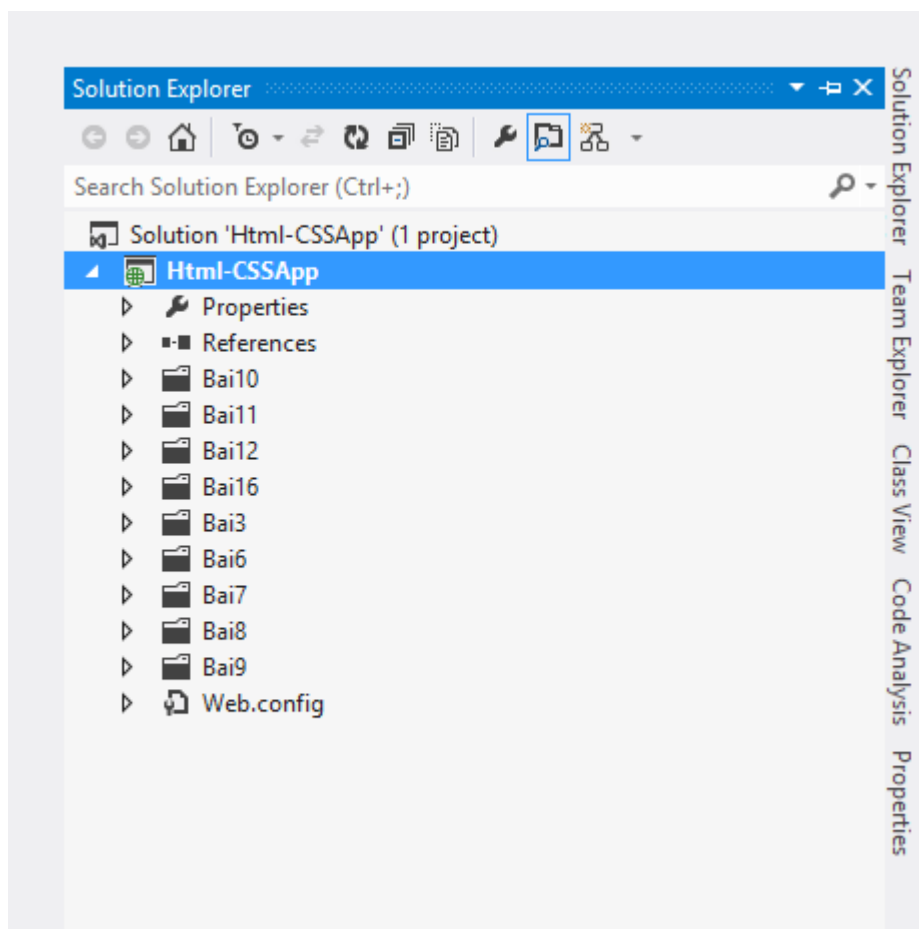 Solution Explorer
Search Solution Explorer (Ctrl+;)
Solution 'Html-CSSApp' (1 project)
Html-CSSApp
Properties
References
Bai10
Bai11
Bai12
Bai16
Bai3
Bai6
Bai7
Bai8
Bai9
Web.config
Solution Explorer
Team Explorer
Class View
Code Analysis
Properties